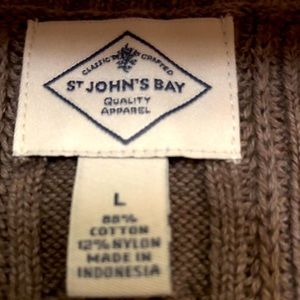 CLASSIC CRAFTED
ST JOHN'S BAY
QUALITY
APPAREL
L
88%
COTTON
12% NYLON
MADE IN
INDONESIA